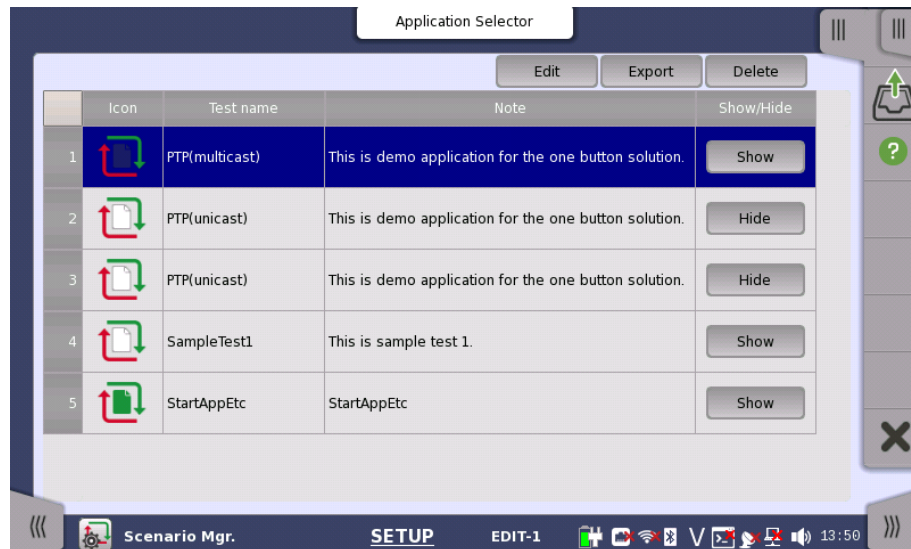 Application Selector
Edit Export Delete
Icon Test name Note Show/Hide
1 PTP(multicast) This is demo application for the one button solution. Show
2 PTP(unicast) This is demo application for the one button solution. Hide
3 PTP(unicast) This is demo application for the one button solution. Hide
4 SampleTest1 This is sample test 1. Show
5 StartAppEtc StartAppEtc Show
Scenario Mgr. SETUP EDIT-1 V 13:50